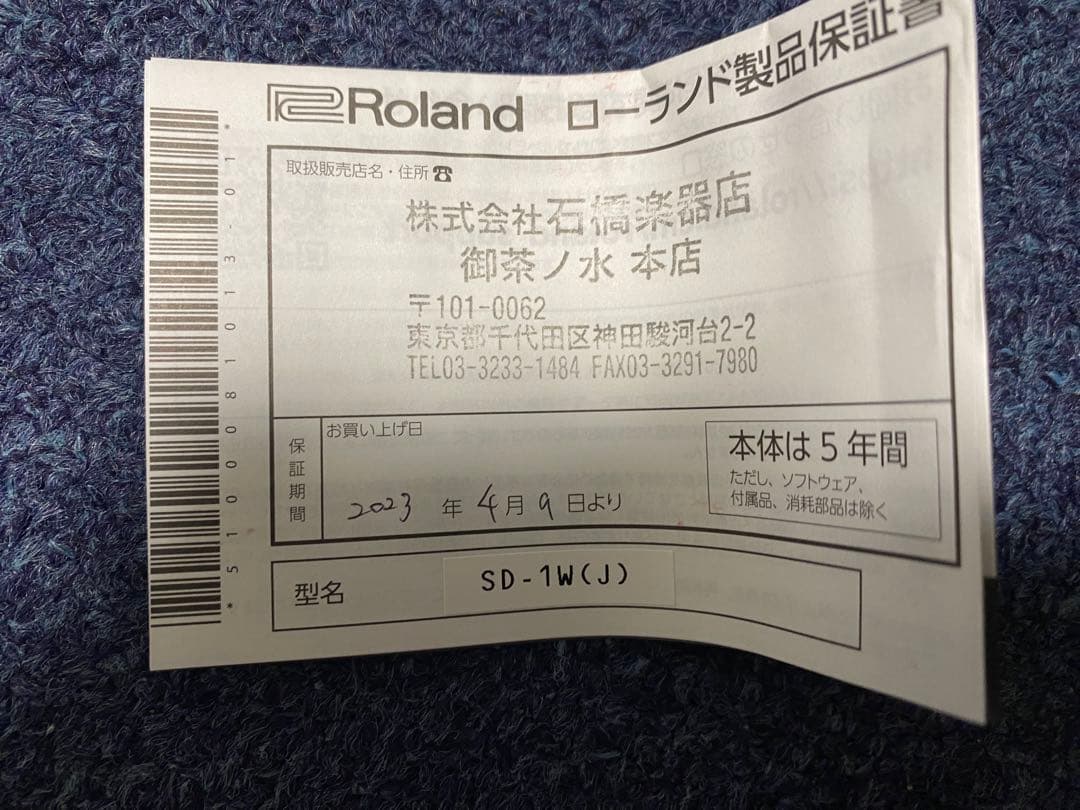 Roland ローランド製品保証書
取扱販売店名・住所☎
株式会社石橋楽器店
御茶ノ水 本店
〒101-0062
東京都千代田区神田駿河台2-2
TEL03-3233-1484 FAX03-3291-7980
保証期間
お買い上げ日
2023 年 4月 9 日より
本体は5年間
ただし、ソフトウェア、
付属品、消耗部品は除く
型名
SD-1W(J)
*5100081013-01*